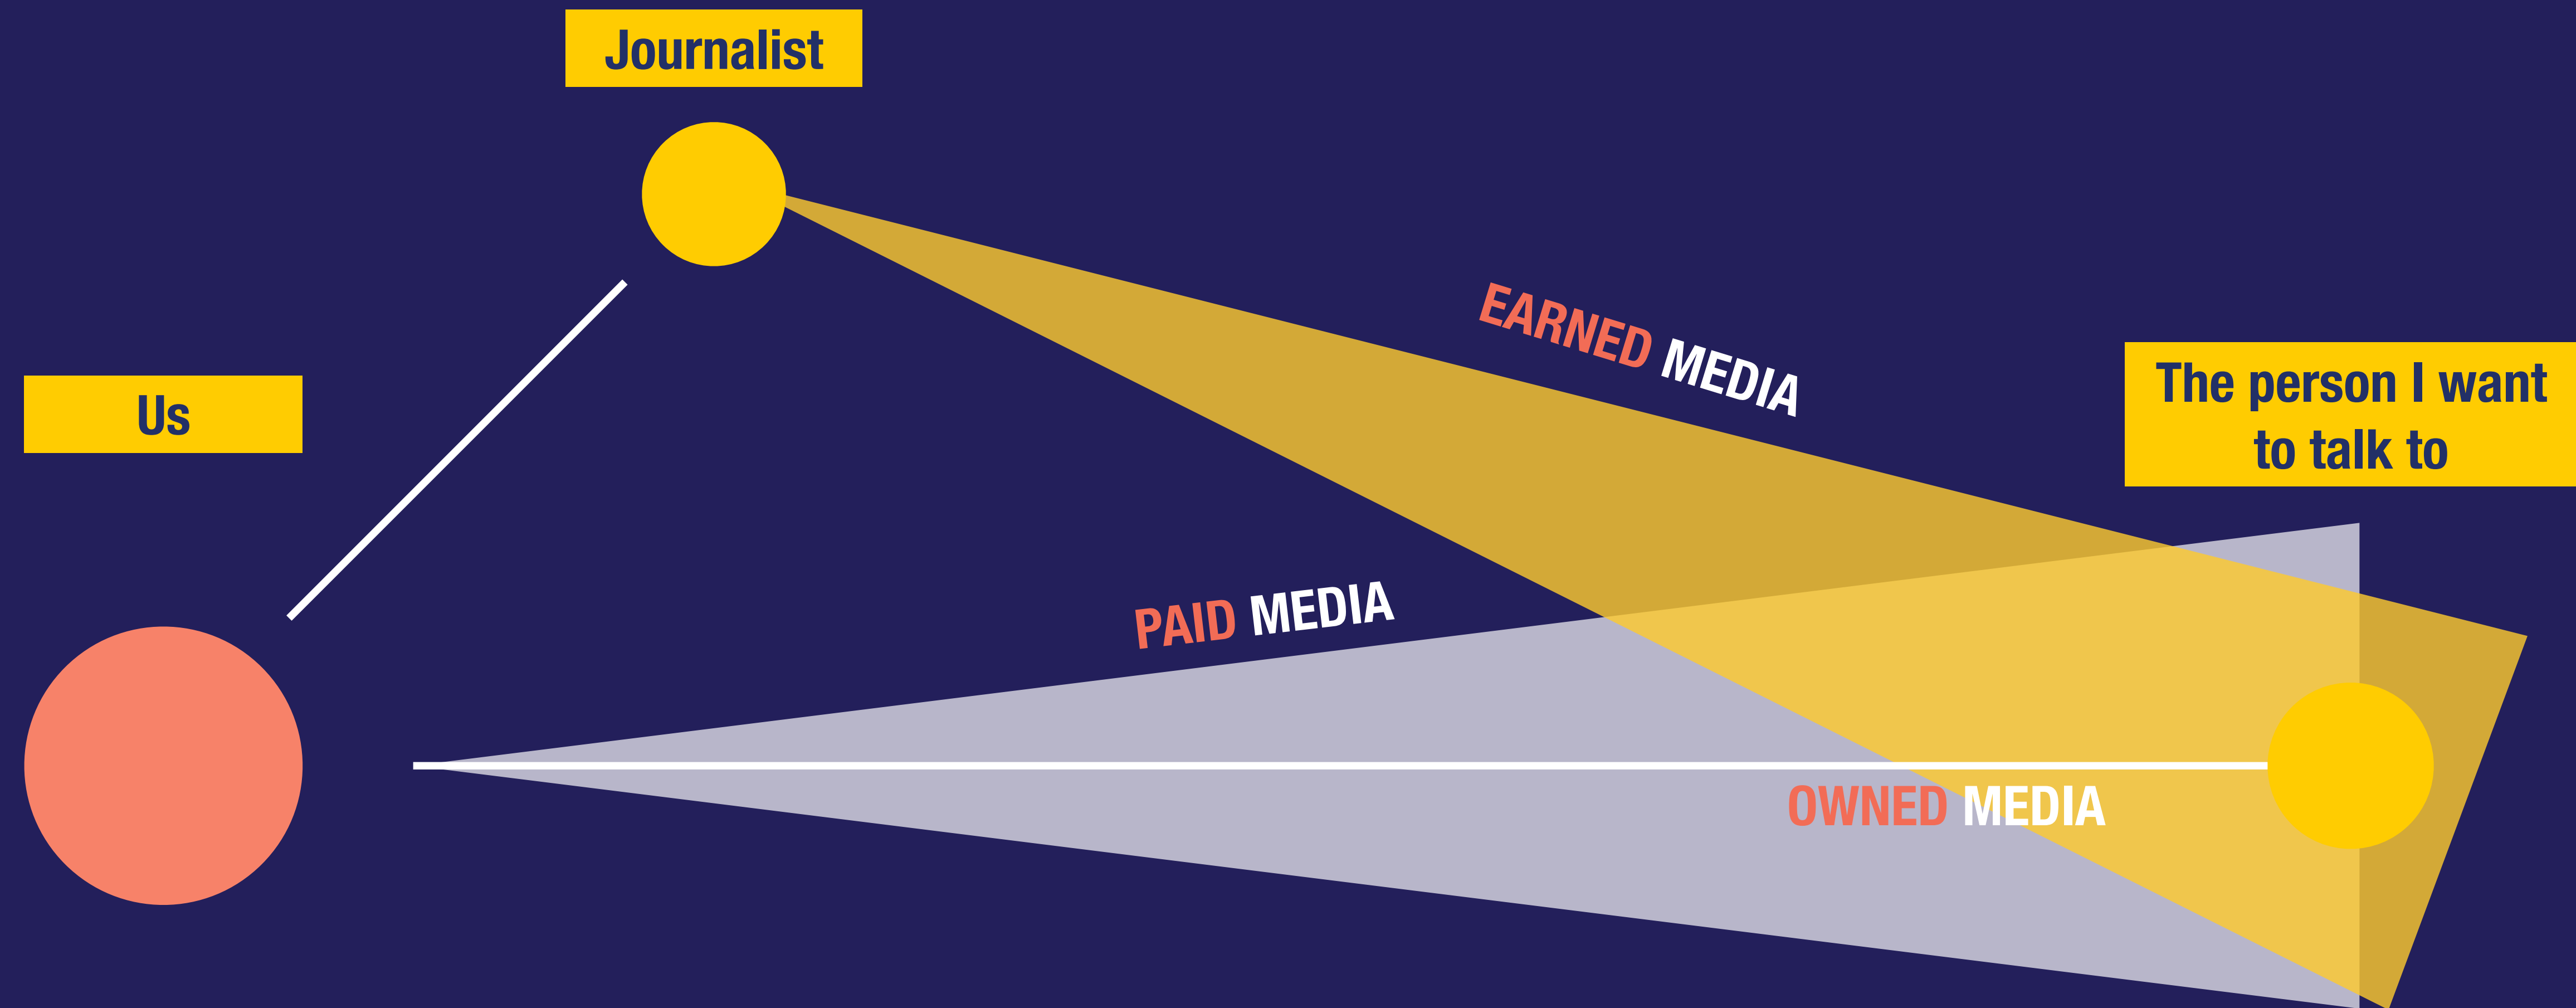 Journalist
EARNED MEDIA
Us
The person I want
to talk to
PAID MEDIA
OWNED MEDIA